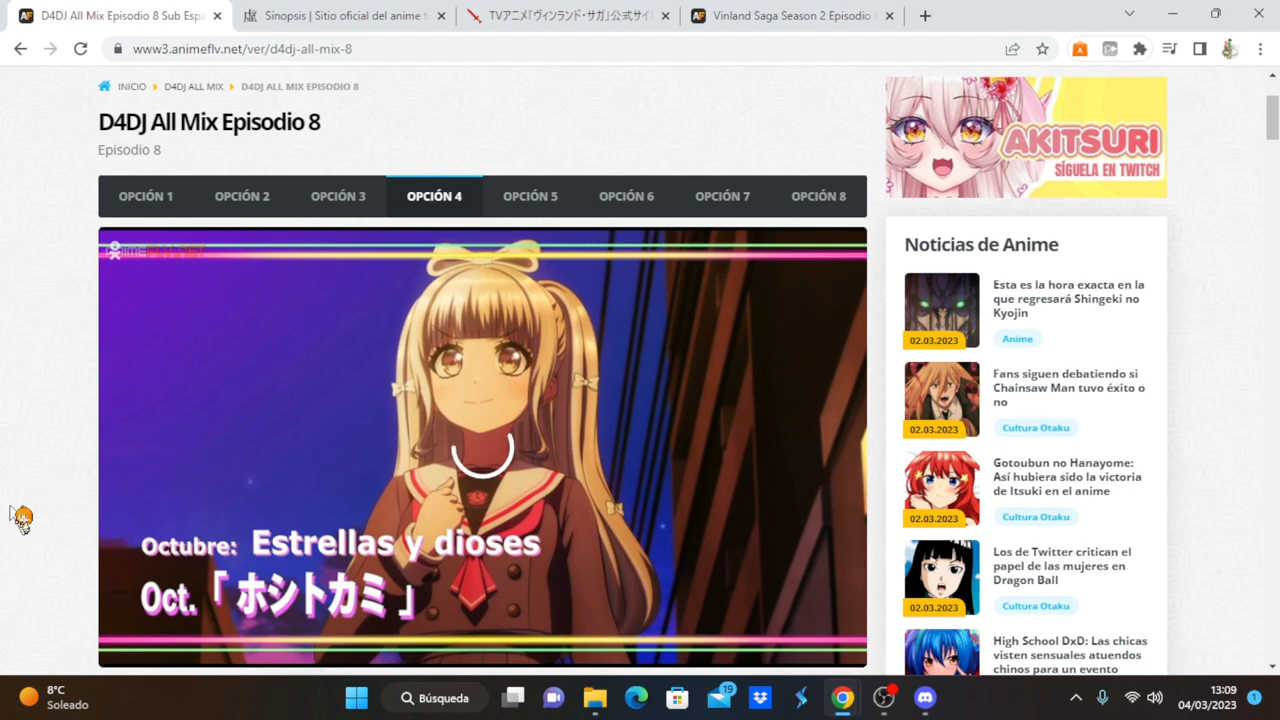 D4DJ All Mix Episodio 8 Sub Espa
Sinopsis | Sitio oficial del anime t
TVアニメ「ヴィンランド・サガ」公式サイ
Vinland Saga Season 2 Episodio
www3.animeflv.net/ver/d4dj-all-mix-8
INICIO D4DJ ALL MIX D4DJ ALL MIX EPISODIO 8
D4DJ All Mix Episodio 8
Episodio 8
OPCIÓN 1 OPCIÓN 2 OPCIÓN 3 OPCIÓN 4 OPCIÓN 5 OPCIÓN 6 OPCIÓN 7 OPCIÓN 8
ANIMEFLV.NET
Octubre: Estrellas y dioses
Oct.「ホシトカミ」
AKITSURI
SÍGUELA EN TWITCH
Noticias de Anime
Esta es la hora exacta en la
que regresará Shingeki no
Kyojin
02.03.2023
Anime
Fans siguen debatiendo si
Chainsaw Man tuvo éxito o
no
02.03.2023
Cultura Otaku
Gotoubun no Hanayome:
Así hubiera sido la victoria
de Itsuki en el anime
02.03.2023
Cultura Otaku
Los de Twitter critican el
papel de las mujeres en
Dragon Ball
02.03.2023
Cultura Otaku
High School DxD: Las chicas
visten sensuales atuendos
chinos para un evento
8°C
Soleado
Búsqueda
19
13:09
04/03/2023
1